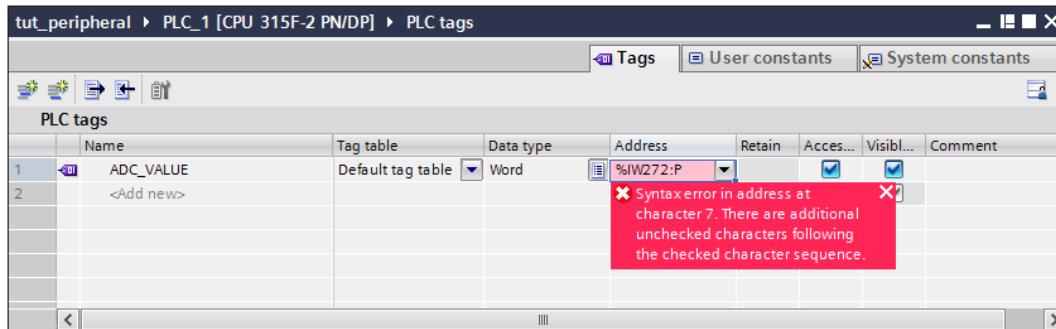 tut_peripheral ▸ PLC_1 [CPU 315F-2 PN/DP] ▸ PLC tags
Tags User constants System constants
PLC tags
Name Tag table Data type Address Retain Acces... Visibl... Comment
1 ADC_VALUE Default tag table Word %IW272:P
2 <Add new>
Syntax error in address at
character 7. There are additional
unchecked characters following
the checked character sequence.